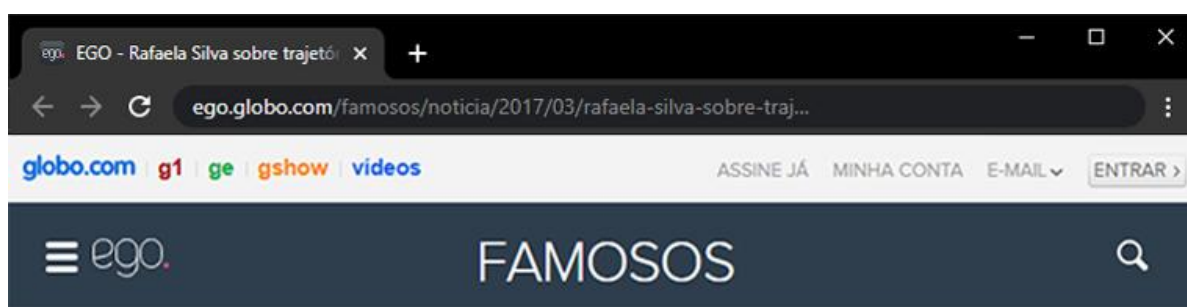 ego. EGO - Rafaela Silva sobre trajetó
ego.globo.com/famosos/noticia/2017/03/rafaela-silva-sobre-traj...
globo.com g1 ge gshow vídeos ASSINE JÁ MINHA CONTA E-MAIL ENTRAR >
ego. FAMOSOS